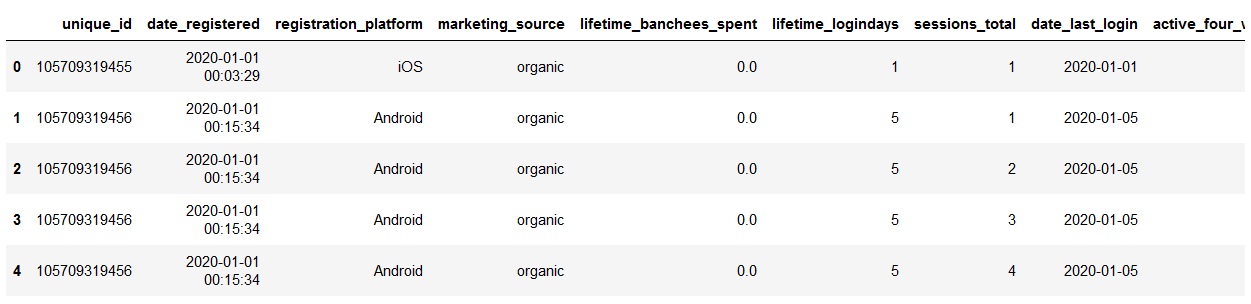 unique_id date_registered registration_platform marketing_source lifetime_banchees_spent lifetime_logindays sessions_total date_last_login active_four_
0 105709319455 2020-01-01 00:03:29 iOS organic 0.0 1 1 2020-01-01
1 105709319456 2020-01-01 00:15:34 Android organic 0.0 5 1 2020-01-05
2 105709319456 2020-01-01 00:15:34 Android organic 0.0 5 2 2020-01-05
3 105709319456 2020-01-01 00:15:34 Android organic 0.0 5 3 2020-01-05
4 105709319456 2020-01-01 00:15:34 Android organic 0.0 5 4 2020-01-05